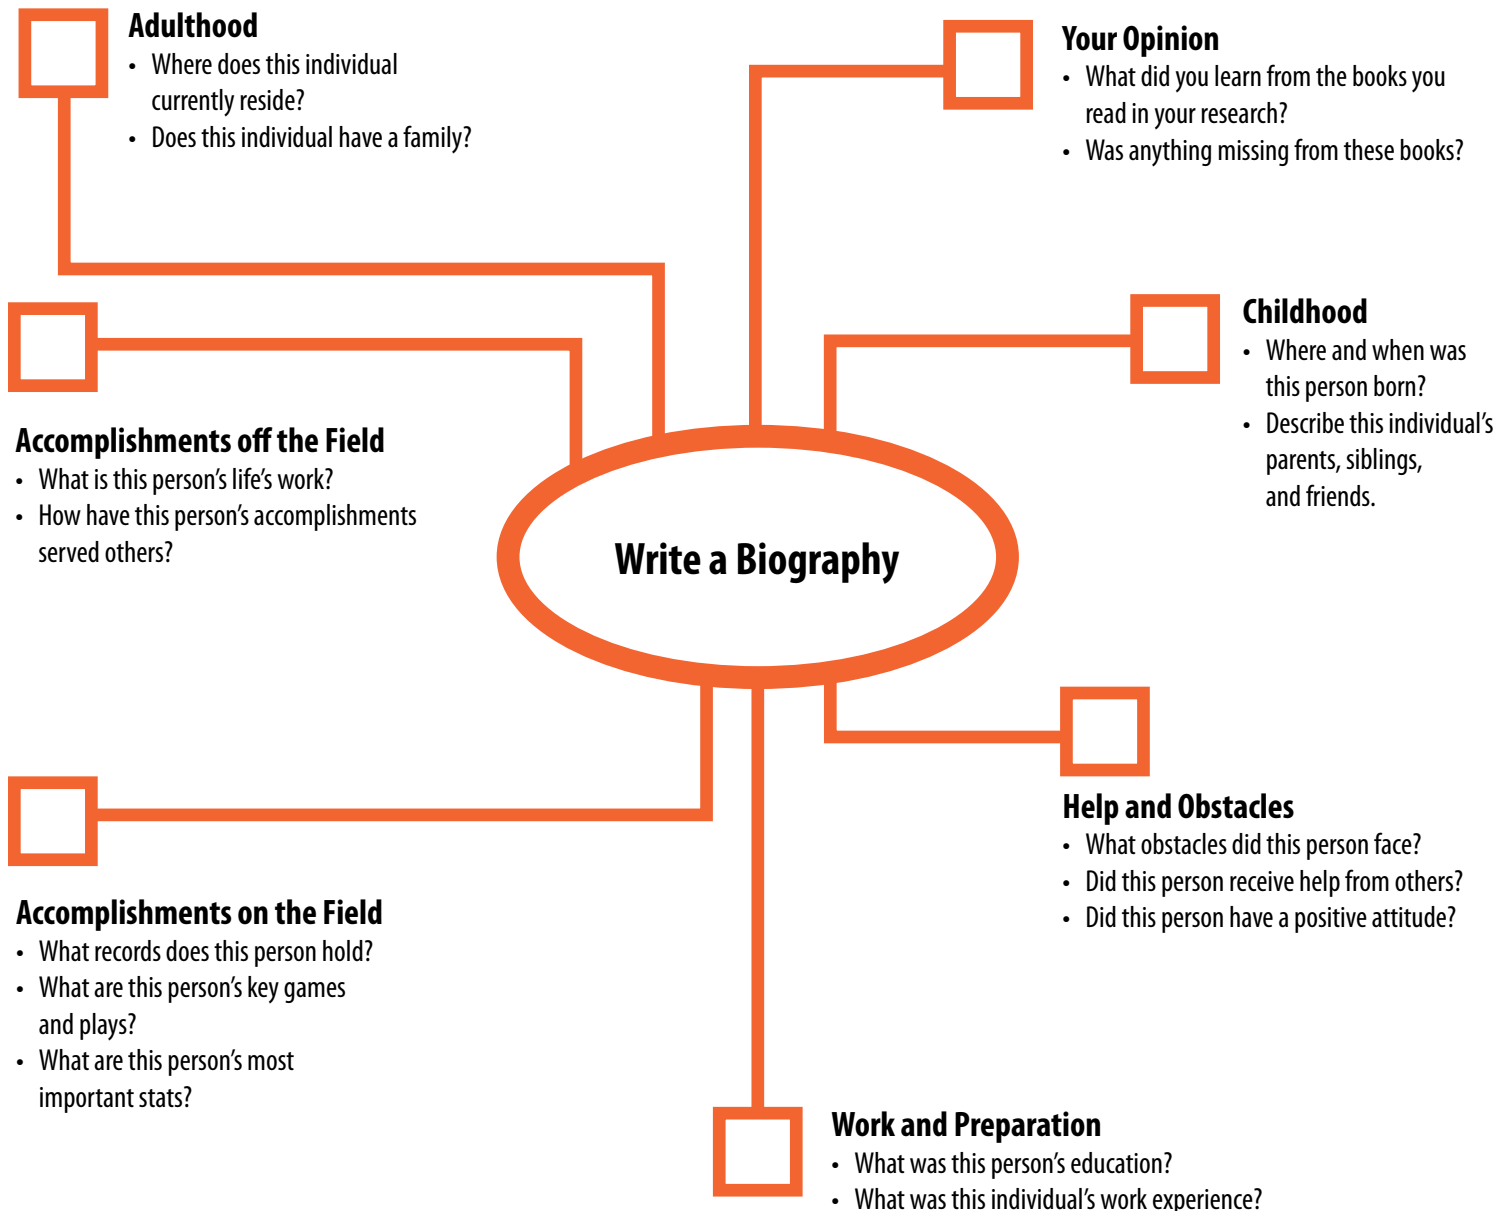 Adulthood
• Where does this individual
currently reside?
• Does this individual have a family?
Your Opinion
• What did you learn from the books you
read in your research?
• Was anything missing from these books?
Childhood
• Where and when was
this person born?
• Describe this individual’s
parents, siblings,
and friends.
Accomplishments off the Field
• What is this person’s life’s work?
• How have this person’s accomplishments
served others?
Write a Biography
Help and Obstacles
• What obstacles did this person face?
• Did this person receive help from others?
• Did this person have a positive attitude?
Accomplishments on the Field
• What records does this person hold?
• What are this person’s key games
and plays?
• What are this person’s most
important stats?
Work and Preparation
• What was this person’s education?
• What was this individual’s work experience?